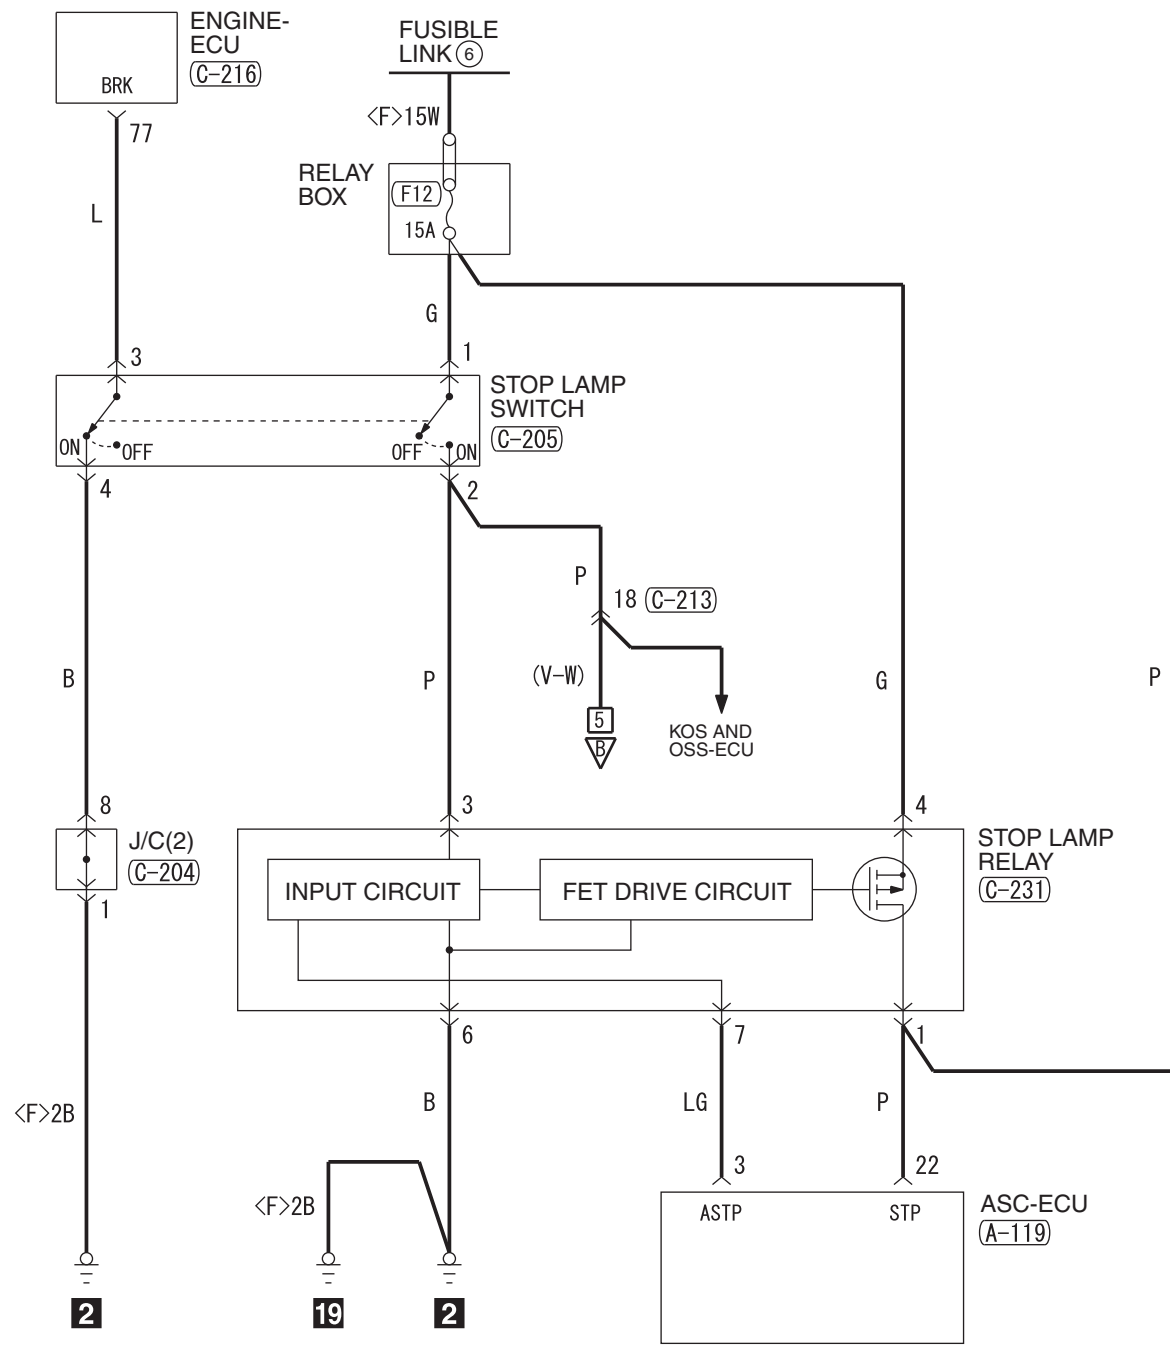 ENGINE-
ECU
(C-216)
BRK
77
L
3
FUSIBLE
LINK 6
<F>15W
RELAY
BOX
F12
15A
G
1
STOP LAMP
SWITCH
(C-205)
ON
OFF
OFF
ON
4
2
P
18 (C-213)
(V-W)
5
B
KOS AND
OSS-ECU
B
P
G
P
8
3
4
J/C(2)
(C-204)
1
STOP LAMP
RELAY
(C-231)
INPUT CIRCUIT
FET DRIVE CIRCUIT
6
7
1
<F>2B
B
LG
P
<F>2B
3
22
ASTP
STP
ASC-ECU
(A-119)
2
19
2